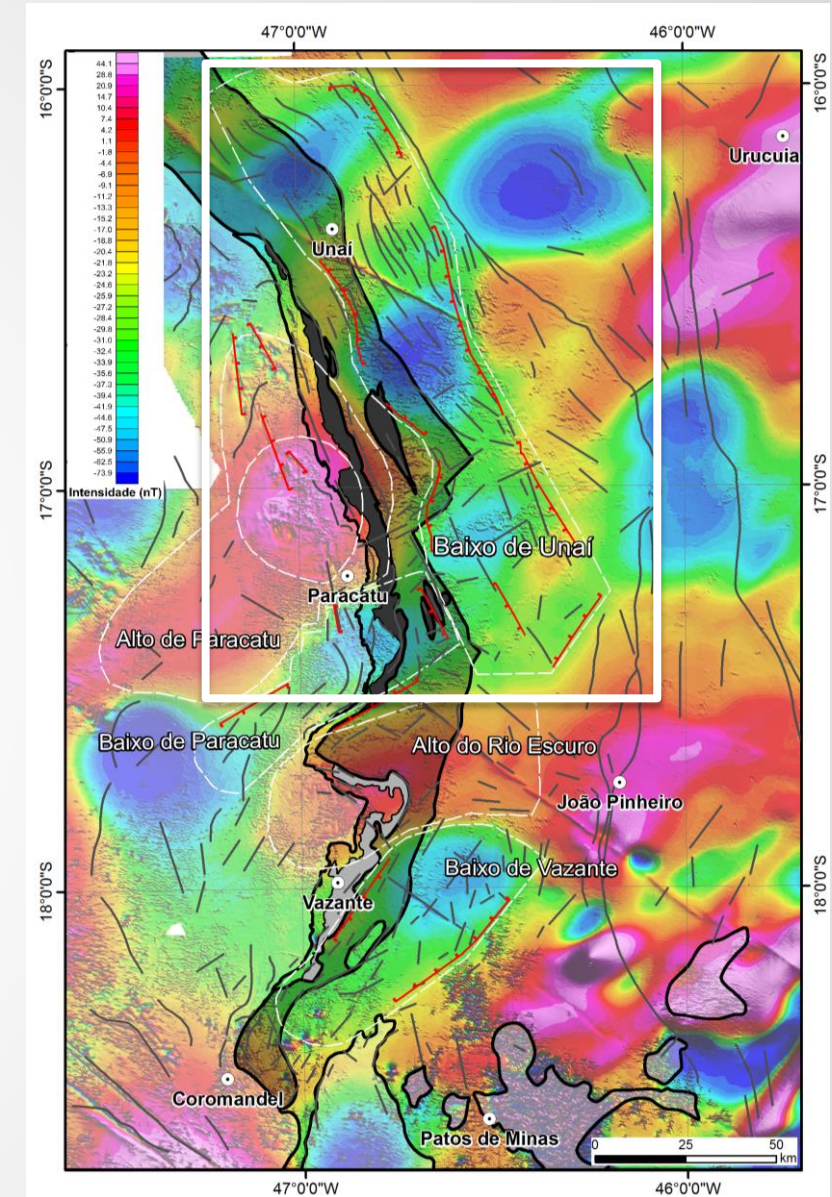 47°0'0"W
46°0'0"W
16°0'0"S
16°0'0"S
44.1
28.8
20.9
14.7
10.4
7.4
4.2
1.1
-1.8
-4.4
-6.9
-9.1
-11.2
-13.3
-15.2
-17.0
-18.8
-20.4
-21.8
-23.2
-24.6
-25.9
-27.2
-28.4
-29.8
-31.0
-32.4
-33.9
-35.6
-37.3
-39.4
-41.9
-44.6
-47.5
-50.9
-55.9
-62.5
-73.9
Intensidade (nT)
Urucuia
Unaí
17°0'0"S
17°0'0"S
Baixo de Unaí
Paracatu
Alto de Paracatu
Baixo de Paracatu
Alto do Rio Escuro
João Pinheiro
18°0'0"S
18°0'0"S
Baixo de Vazante
Vazante
Coromandel
Patos de Minas
0 25 50
km
47°0'0"W
46°0'0"W